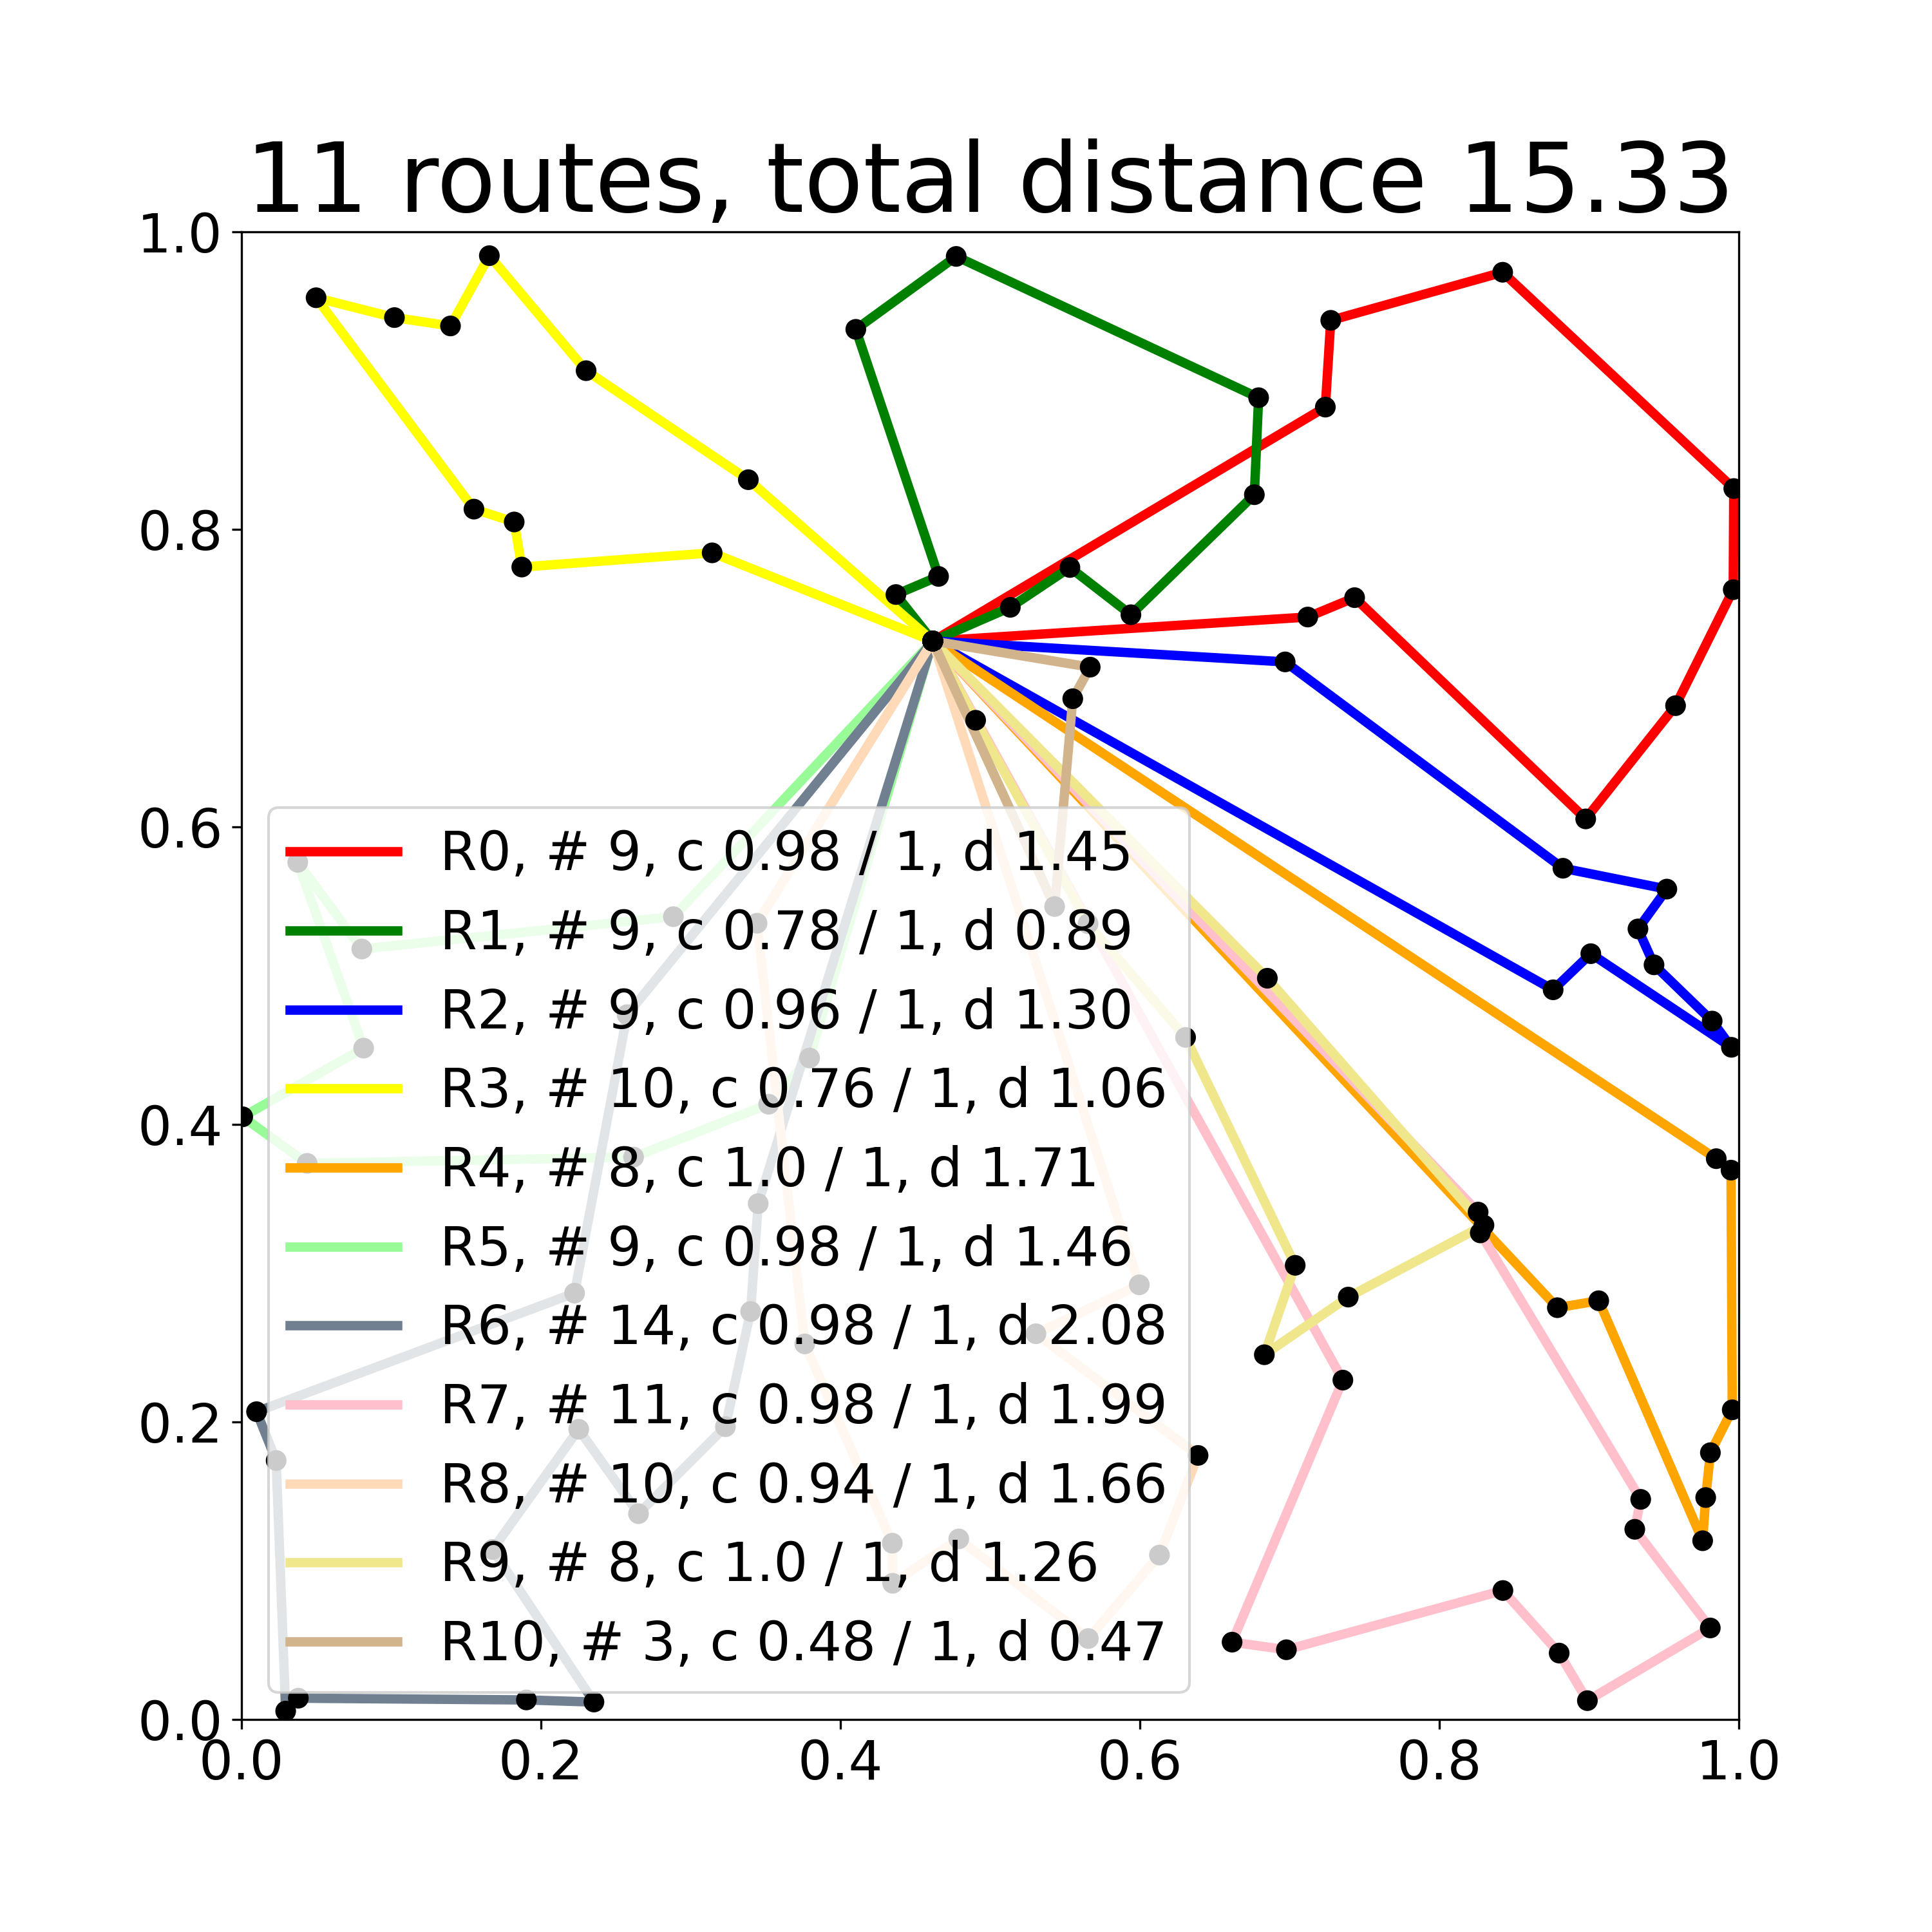 11 routes, total distance 15.33
1.0
0.8
0.6
0.4
0.2
0.0
R0, # 9, c 0.98 / 1, d 1.45
R1, # 9, c 0.78 / 1, d 0.89
R2, # 9, c 0.96 / 1, d 1.30
R3, # 10, c 0.76 / 1, d 1.06
R4, # 8, c 1.0 / 1, d 1.71
R5, # 9, c 0.98 / 1, d 1.46
R6, # 14, c 0.98 / 1, d 2.08
R7, # 11, c 0.98 / 1, d 1.99
R8, # 10, c 0.94 / 1, d 1.66
R9, # 8, c 1.0 / 1, d 1.26
R10, # 3, c 0.48 / 1, d 0.47
0.0 0.2 0.4 0.6 0.8 1.0